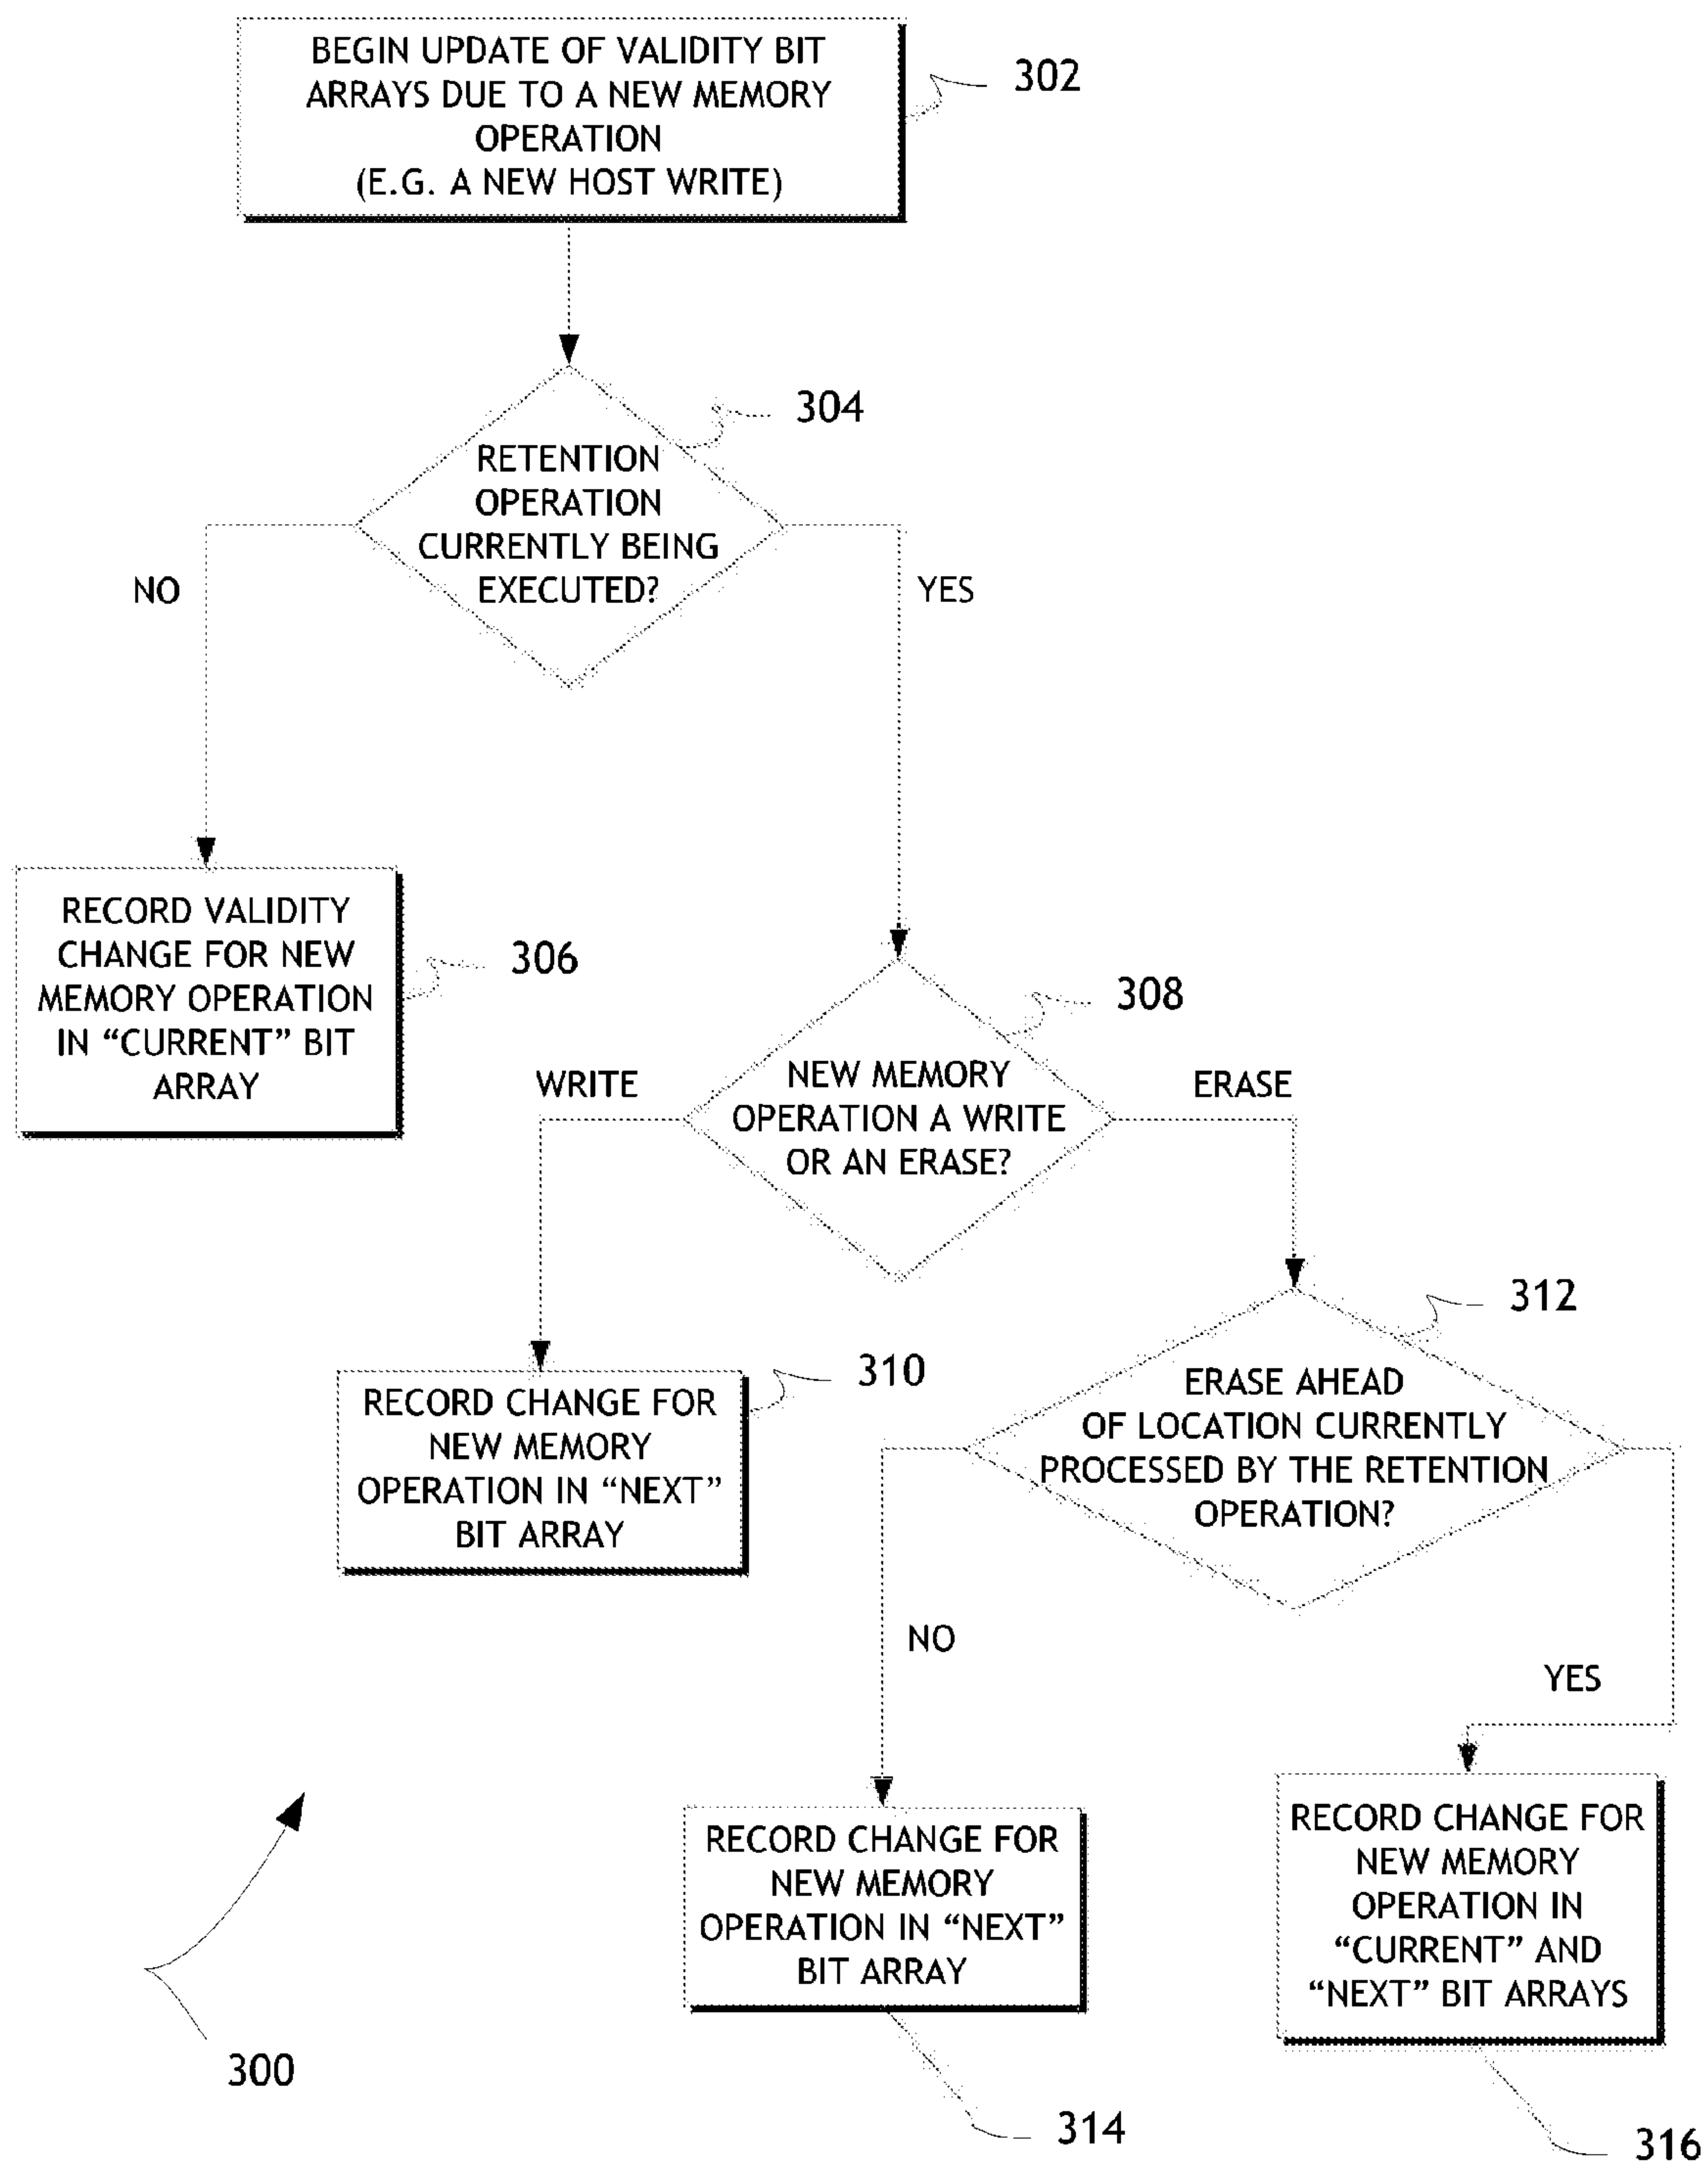 BEGIN UPDATE OF VALIDITY BIT
ARRAYS DUE TO A NEW MEMORY
OPERATION
(E.G. A NEW HOST WRITE)
302
304
RETENTION
OPERATION
CURRENTLY BEING
EXECUTED?
NO
YES
RECORD VALIDITY
CHANGE FOR NEW
MEMORY OPERATION
IN “CURRENT” BIT
ARRAY
306
308
NEW MEMORY
OPERATION A WRITE
OR AN ERASE?
WRITE
ERASE
310
RECORD CHANGE FOR
NEW MEMORY
OPERATION IN “NEXT”
BIT ARRAY
312
ERASE AHEAD
OF LOCATION CURRENTLY
PROCESSED BY THE RETENTION
OPERATION?
NO
YES
RECORD CHANGE FOR
NEW MEMORY
OPERATION IN “NEXT”
BIT ARRAY
314
RECORD CHANGE FOR
NEW MEMORY
OPERATION IN
“CURRENT” AND
“NEXT” BIT ARRAYS
316
300